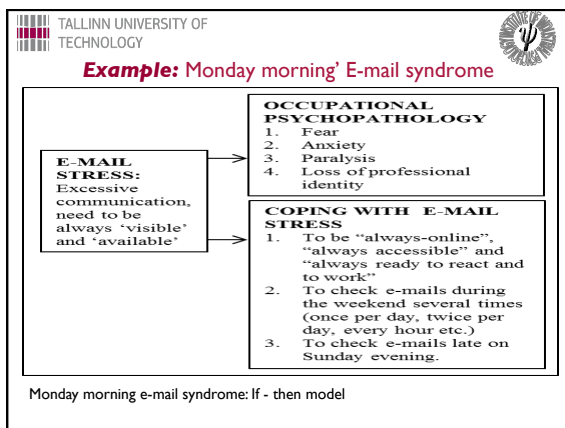 TALLINN UNIVERSITY OF
TECHNOLOGY
Example: Monday morning’ E-mail syndrome
E-MAIL
STRESS:
Excessive
communication,
need to be
always ‘visible’
and ‘available’
OCCUPATIONAL
PSYCHOPATHOLOGY
1. Fear
2. Anxiety
3. Paralysis
4. Loss of professional
identity
COPING WITH E-MAIL
STRESS
1. To be “always-online”,
“always accessible” and
“always ready to react and
to work”
2. To check e-mails during
the weekend several times
(once per day, twice per
day, every hour etc.)
3. To check e-mails late on
Sunday evening.
Monday morning e-mail syndrome: If - then model